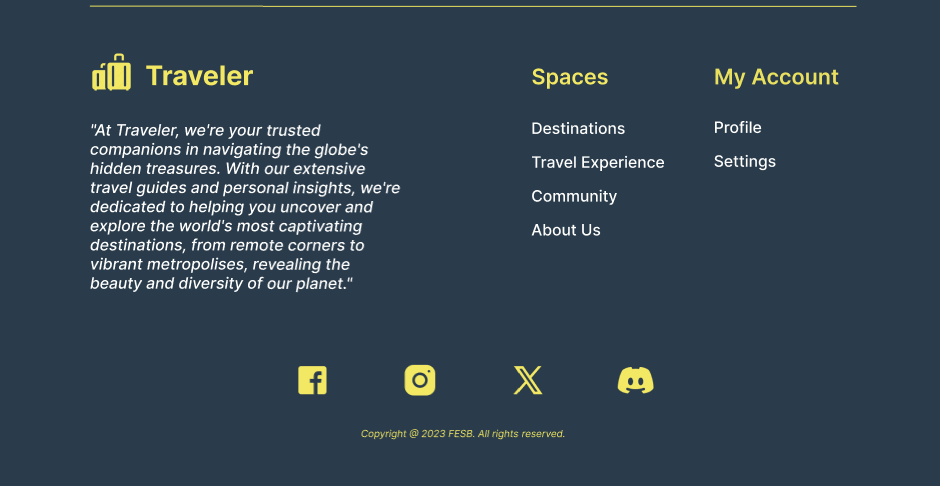 Traveler
"At Traveler, we're your trusted
companions in navigating the globe's
hidden treasures. With our extensive
travel guides and personal insights, we're
dedicated to helping you uncover and
explore the world's most captivating
destinations, from remote corners to
vibrant metropolises, revealing the
beauty and diversity of our planet."
Spaces
Destinations
Travel Experience
Community
About Us
My Account
Profile
Settings
Copyright @ 2023 FESB. All rights reserved.